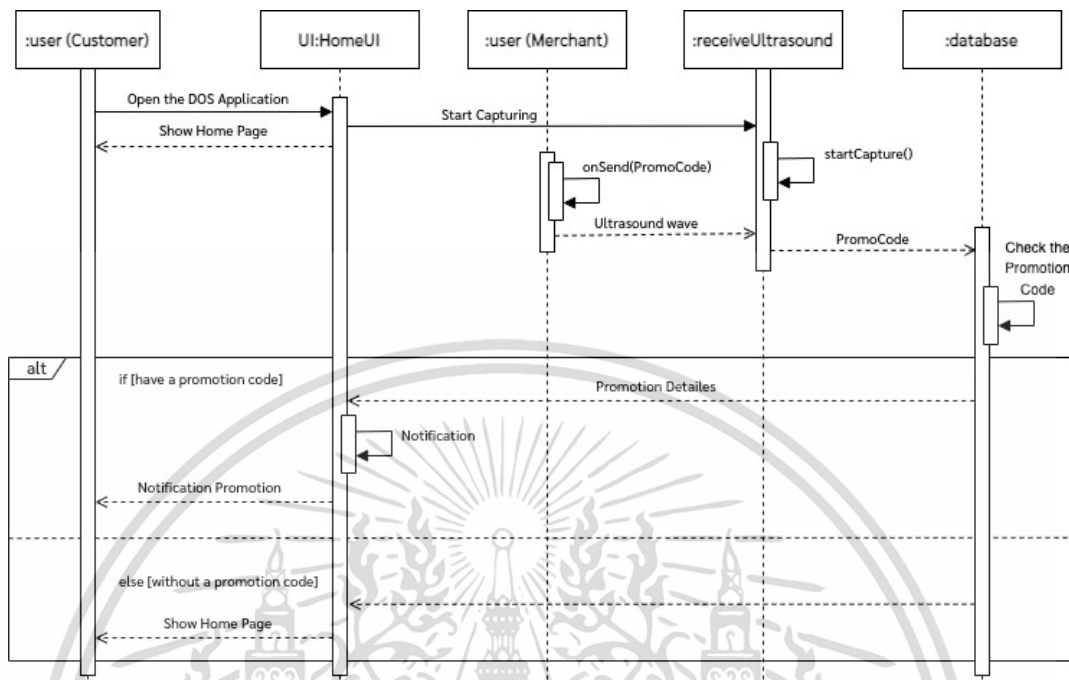 :user (Customer)
UI:HomeUI
:user (Merchant)
:receiveUltrasound
:database
Open the DOS Application
Start Capturing
Show Home Page
startCapture()
onSend(PromoCode)
Ultrasound wave
PromoCode
Check the
Promotion
Code
alt
if [have a promotion code]
Promotion Detailes
Notification
Notification Promotion
else [without a promotion code]
Show Home Page